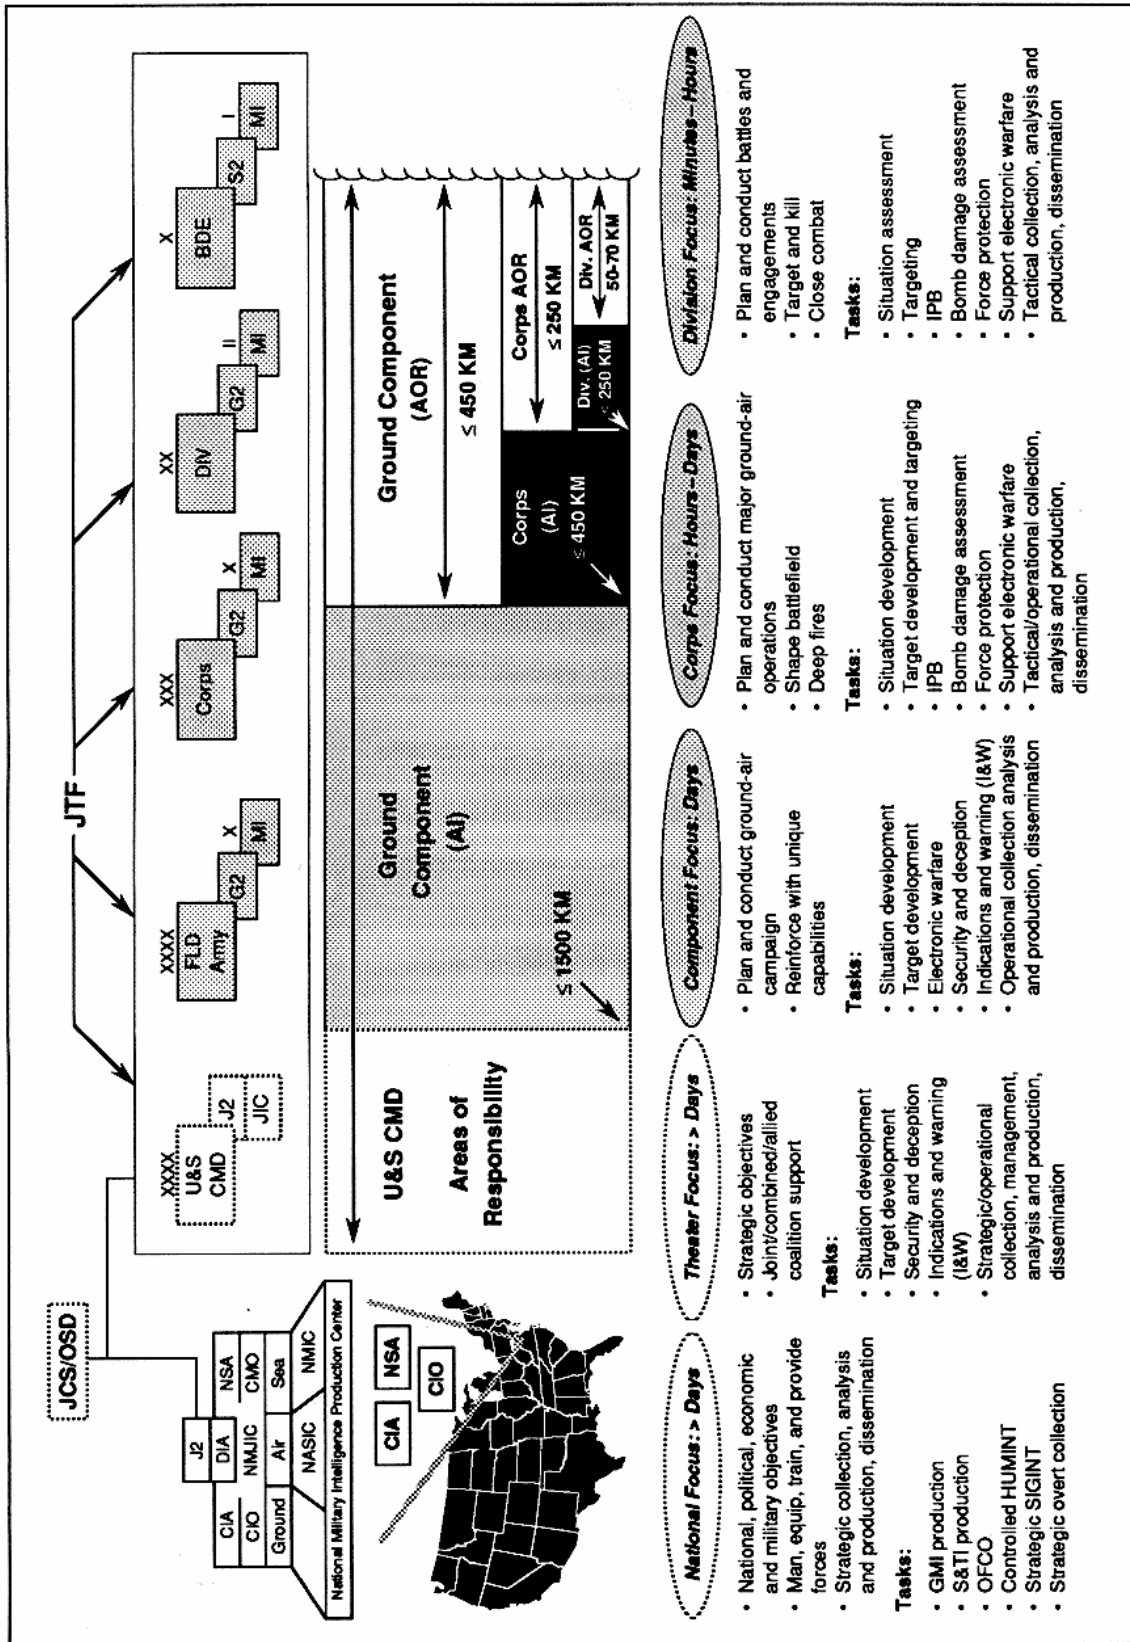 JCS/OSD
JTF
J2
CIA
DIA
NSA
CIO
NMJIC
CMO
Ground
Air
Sea
NASIC
NMIC
National Military Intelligence Production Center
XXXX
U&S
CMD
J2
JIC
XXXX
FLD
Army
G2
X
MI
XXX
Corps
G2
X
MI
XX
DIV
G2
II
MI
X
BDE
S2
I
MI
CIA
NSA
CIO
U&S CMD
Areas of
Responsibility
Ground
Component
(AI)
≤ 1500 KM
Ground Component
(AOR)
≤ 450 KM
Corps
(AI)
≤ 450 KM
Corps AOR
≤ 250 KM
Div. (AI)
≤ 250 KM
Div. AOR
50-70 KM
National Focus: > Days
• National, political, economic
and military objectives
• Man, equip, train, and provide
forces
• Strategic collection, analysis
and production, dissemination
Tasks:
• GMI production
• S&TI production
• OFCO
• Controlled HUMINT
• Strategic SIGINT
• Strategic overt collection
Theater Focus: > Days
• Strategic objectives
• Joint/combined/allied
coalition support
Tasks:
• Situation development
• Target development
• Security and deception
• Indications and warning
(I&W)
• Strategic/operational
collection, management,
analysis and production,
dissemination
Component Focus: Days
• Plan and conduct ground-air
campaign
• Reinforce with unique
capabilities
Tasks:
• Situation development
• Target development
• Electronic warfare
• Security and deception
• Indications and warning (I&W)
• Operational collection analysis
and production, dissemination
Corps Focus: Hours – Days
• Plan and conduct major ground-air
operations
• Shape battlefield
• Deep fires
Tasks:
• Situation development
• Target development and targeting
• IPB
• Bomb damage assessment
• Force protection
• Support electronic warfare
• Tactical/operational collection,
analysis and production,
dissemination
Division Focus: Minutes – Hours
• Plan and conduct battles and
engagements
• Target and kill
• Close combat
Tasks:
• Situation assessment
• Targeting
• IPB
• Bomb damage assessment
• Force protection
• Support electronic warfare
• Tactical collection, analysis and
production, dissemination